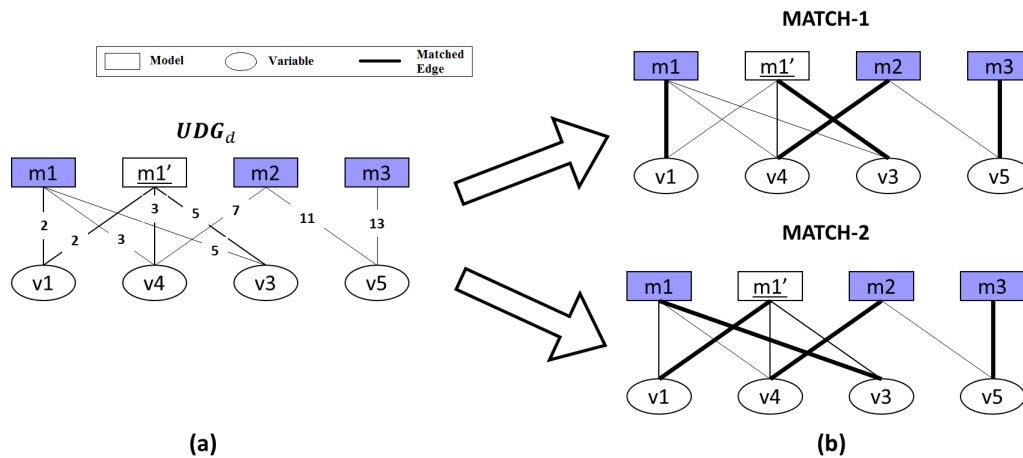 MATCH-1
Model
Variable
Matched
Edge
m1 m1' m2 m3
UDG_d
m1 m1' m2 m3
v1 v4 v3 v5
3 5 7 11
2 2 3 5 13
v1 v4 v3 v5
MATCH-2
m1 m1' m2 m3
v1 v4 v3 v5
(a)
(b)